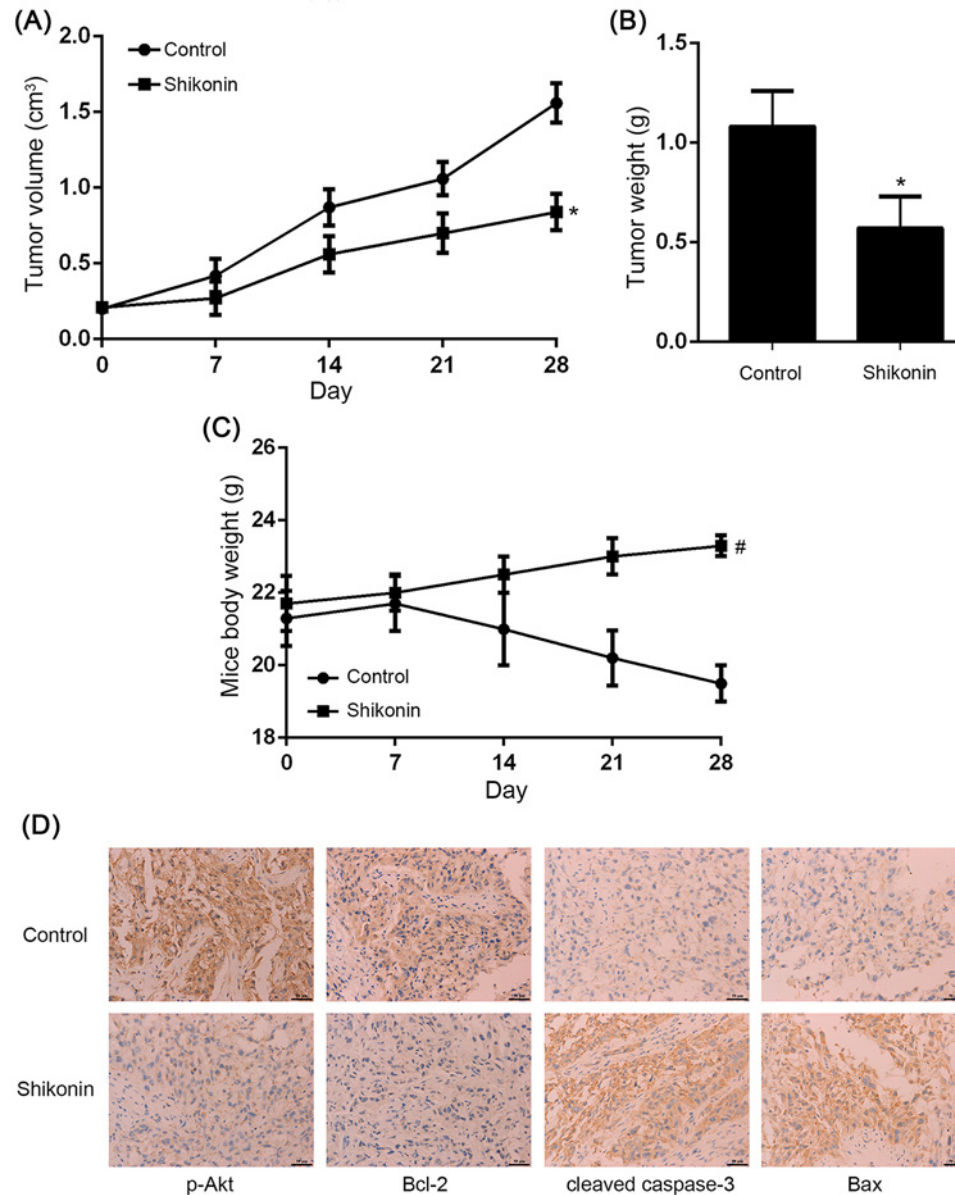 (A)
Tumor volume (cm³)
2.0
1.5
1.0
0.5
0.0
Control
Shikonin
*
0 7 14 21 28
Day
(B)
Tumor weight (g)
1.5
1.0
0.5
0.0
*
Control Shikonin
(C)
Mice body weight (g)
26
24
22
20
18
#
Control
Shikonin
0 7 14 21 28
Day
(D)
Control
Shikonin
p-Akt Bcl-2 cleaved caspase-3 Bax